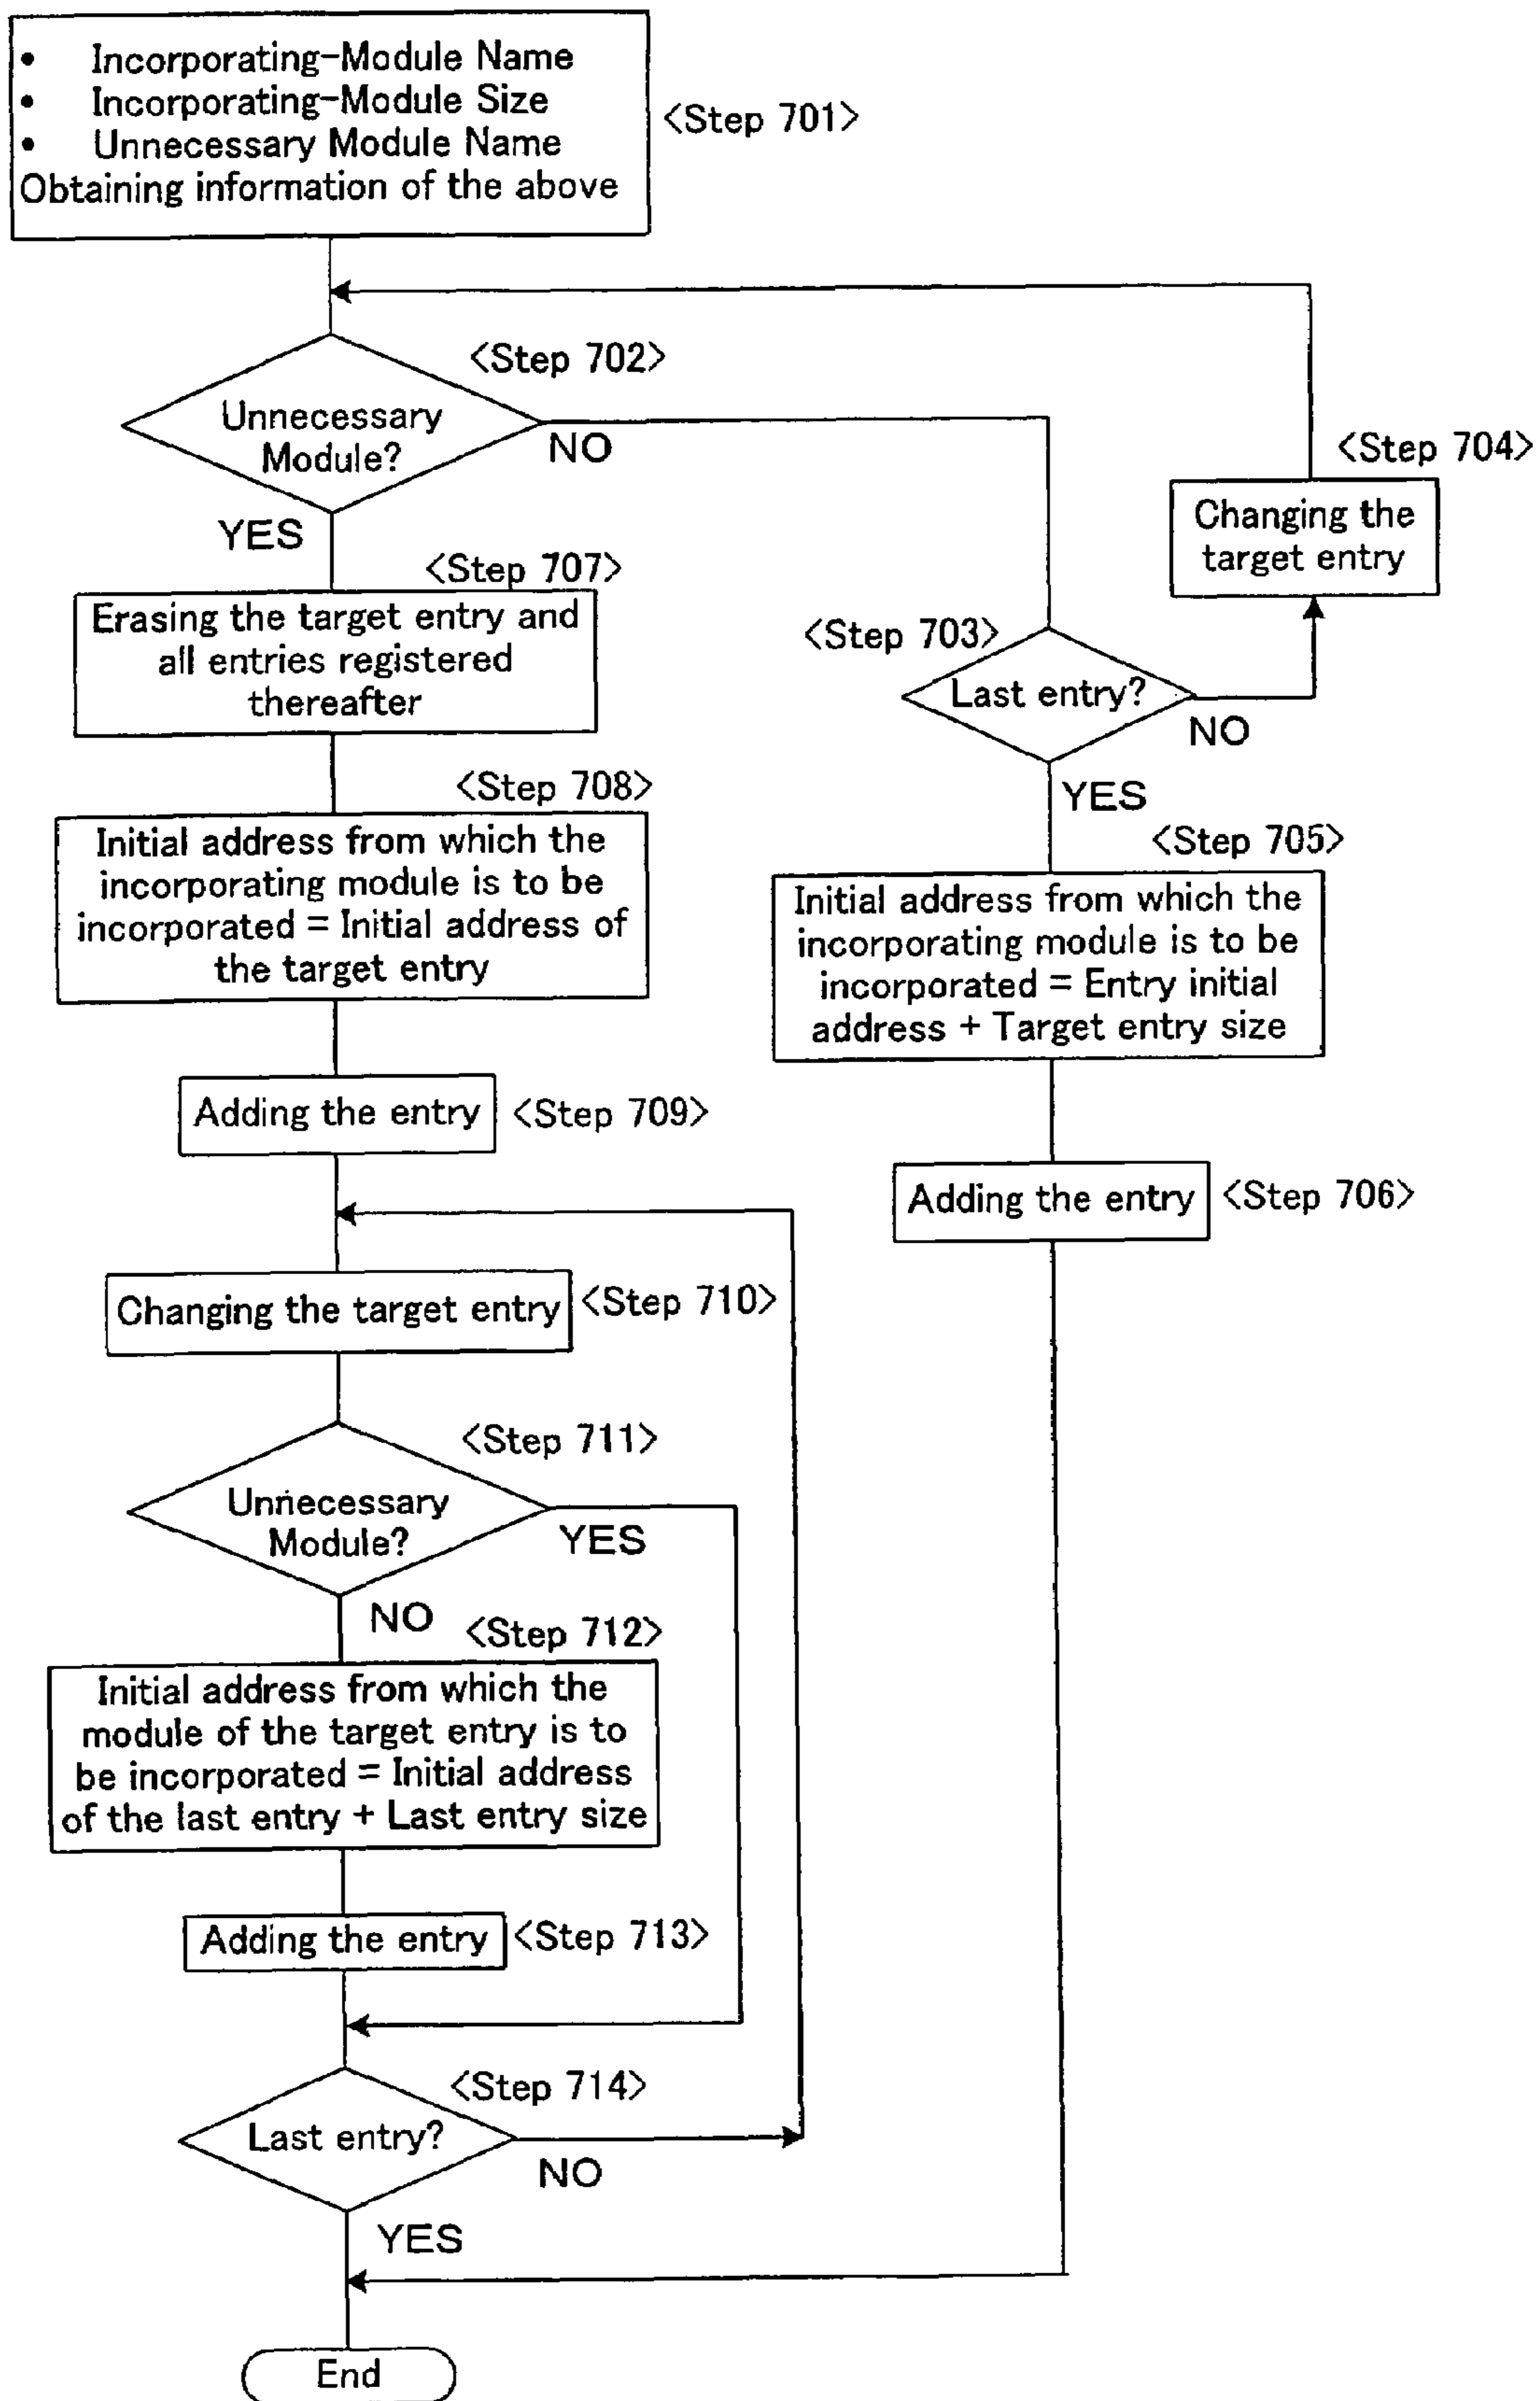 • Incorporating-Module Name
• Incorporating-Module Size
• Unnecessary Module Name
Obtaining information of the above
<Step 701>
<Step 702>
Unnecessary
Module?
NO
YES
<Step 704>
Changing the
target entry
<Step 703>
Last entry?
NO
YES
<Step 705>
Initial address from which the
incorporating module is to be
incorporated = Entry initial
address + Target entry size
Adding the entry
<Step 706>
<Step 707>
Erasing the target entry and
all entries registered
thereafter
<Step 708>
Initial address from which the
incorporating module is to be
incorporated = Initial address of
the target entry
Adding the entry
<Step 709>
Changing the target entry
<Step 710>
<Step 711>
Unnecessary
Module?
YES
NO
<Step 712>
Initial address from which the
module of the target entry is to
be incorporated = Initial address
of the last entry + Last entry size
Adding the entry
<Step 713>
<Step 714>
Last entry?
NO
YES
End